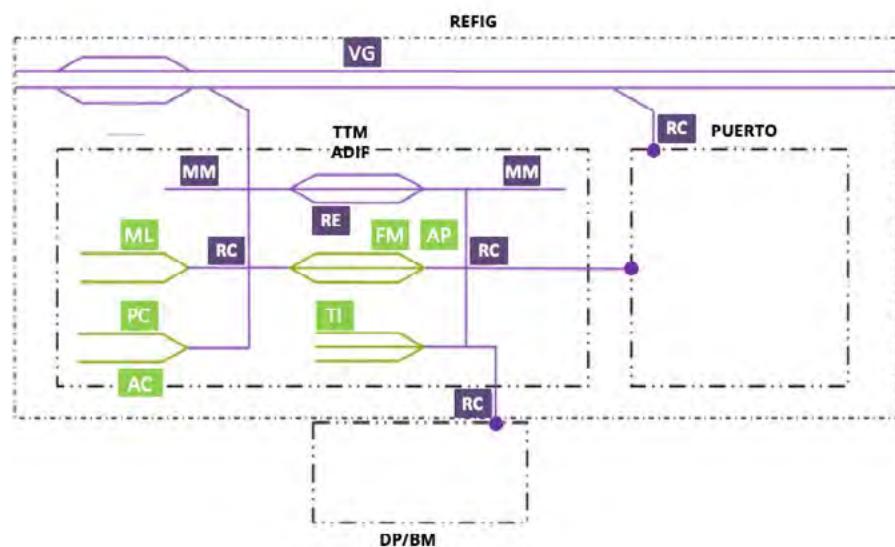 REFIG
VG
RC
PUERTO
TTM
ADIF
MM
MM
RE
ML
RC
FM
AP
RC
PC
TI
AC
RC
DP/BM